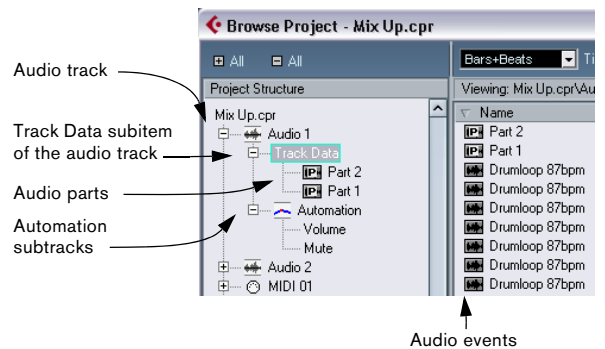 Browse Project - Mix Up.cpr
All
All
Bars+Beats
Project Structure
Viewing: Mix Up.cpr\Au
Audio track
Mix Up.cpr
Name
Audio 1
Part 2
Track Data subitem
of the audio track
Track Data
Part 1
Part 2
Drumloop 87bpm
Audio parts
Part 1
Drumloop 87bpm
Automation
subtracks
Automation
Drumloop 87bpm
Volume
Drumloop 87bpm
Mute
Drumloop 87bpm
Audio 2
Drumloop 87bpm
MIDI 01
Drumloop 87bpm
Audio events